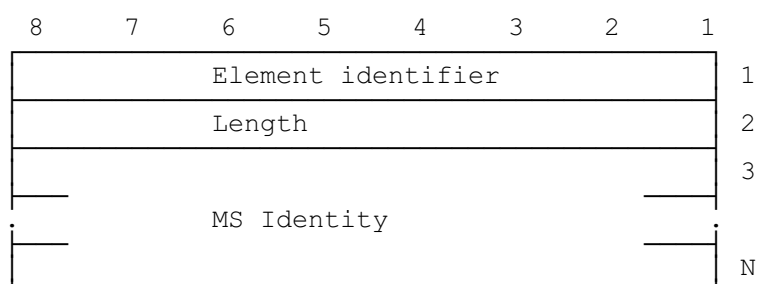 8 7 6 5 4 3 2 1
Element identifier 1
Length 2
3
MS Identity
N